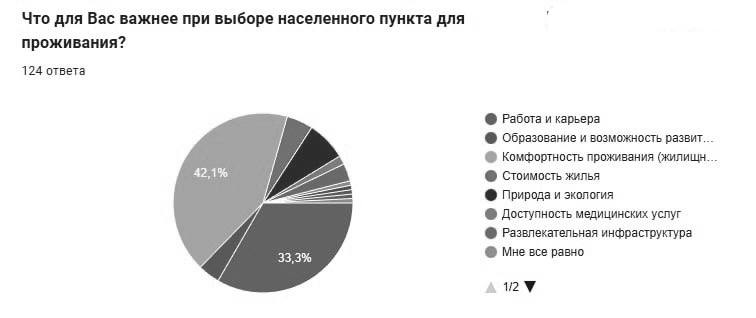 Что для Вас важнее при выборе населенного пункта для
проживания?
124 ответа
42,1%
33,3%
Работа и карьера
Образование и возможность развит…
Комфортность проживания (жилищн…
Стоимость жилья
Природа и экология
Доступность медицинских услуг
Развлекательная инфраструктура
Мне все равно
1/2